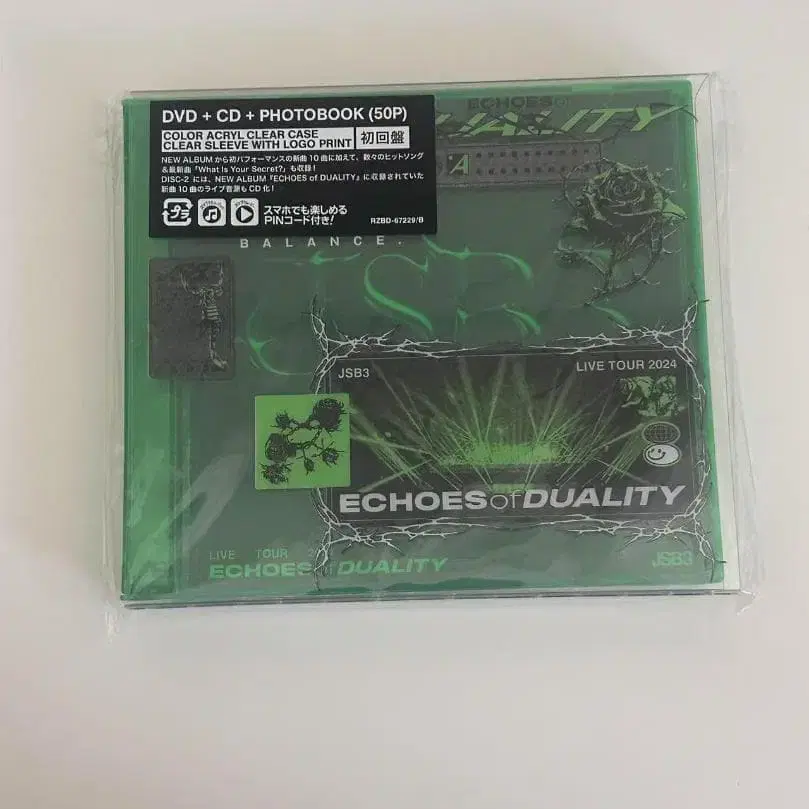 DVD + CD + PHOTOBOOK (50P)
COLOR ACRYL CLEAR CASE
CLEAR SLEEVE WITH LOGO PRINT 初回盤
NEW ALBUM から初パフォーマンスの新曲10曲に加えて、数々のヒットソング
&最新曲「What Is Your Secret?」も収録!
DISC-2 には、NEW ALBUM『ECHOES of DUALITY』に収録されていた
新曲10曲のライブ音源もCD化!
プラ
スマホでも楽しめる
PINコード付き!
RZBD-67229/B
ECHOES of
DUALITY
A
BALANCE.
JSB3
JSB3
LIVE TOUR 2024
ECHOES of DUALITY
LIVE TOUR 2
ECHOES of DUALITY
JSB3